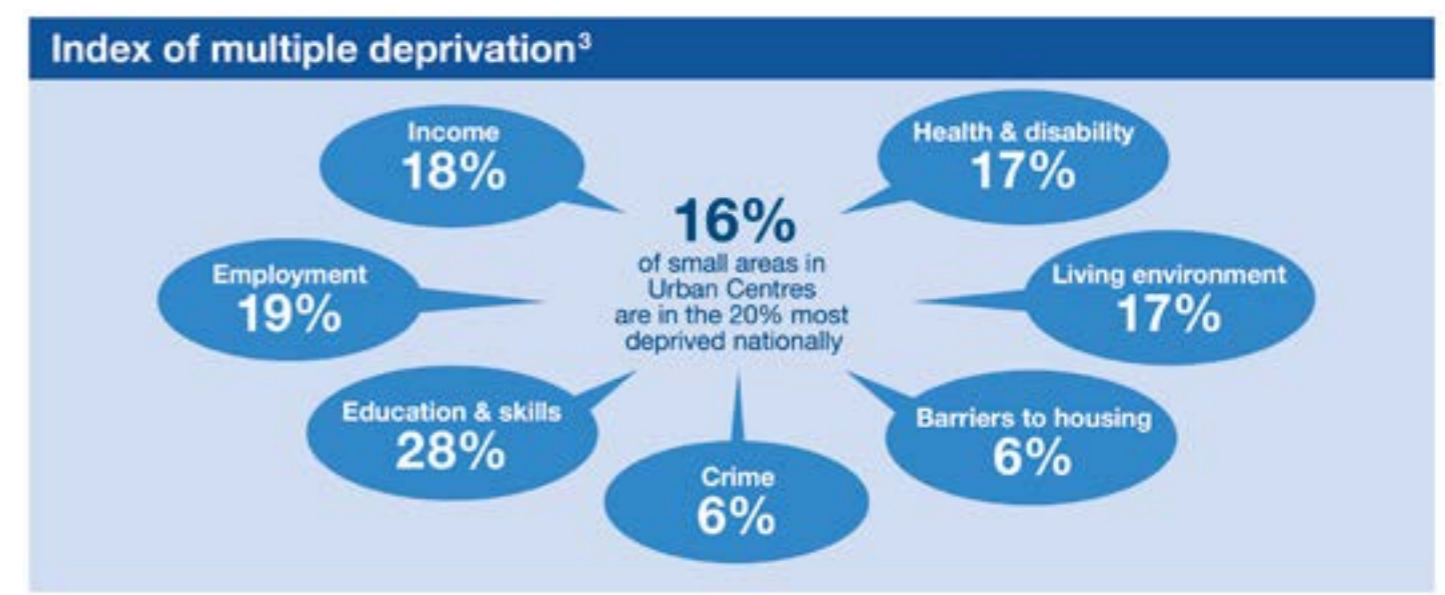 Index of multiple deprivation³
Income
18%
Health & disability
17%
16%
of small areas in
Urban Centres
are in the 20% most
deprived nationally
Employment
19%
Living environment
17%
Education & skills
28%
Barriers to housing
6%
Crime
6%